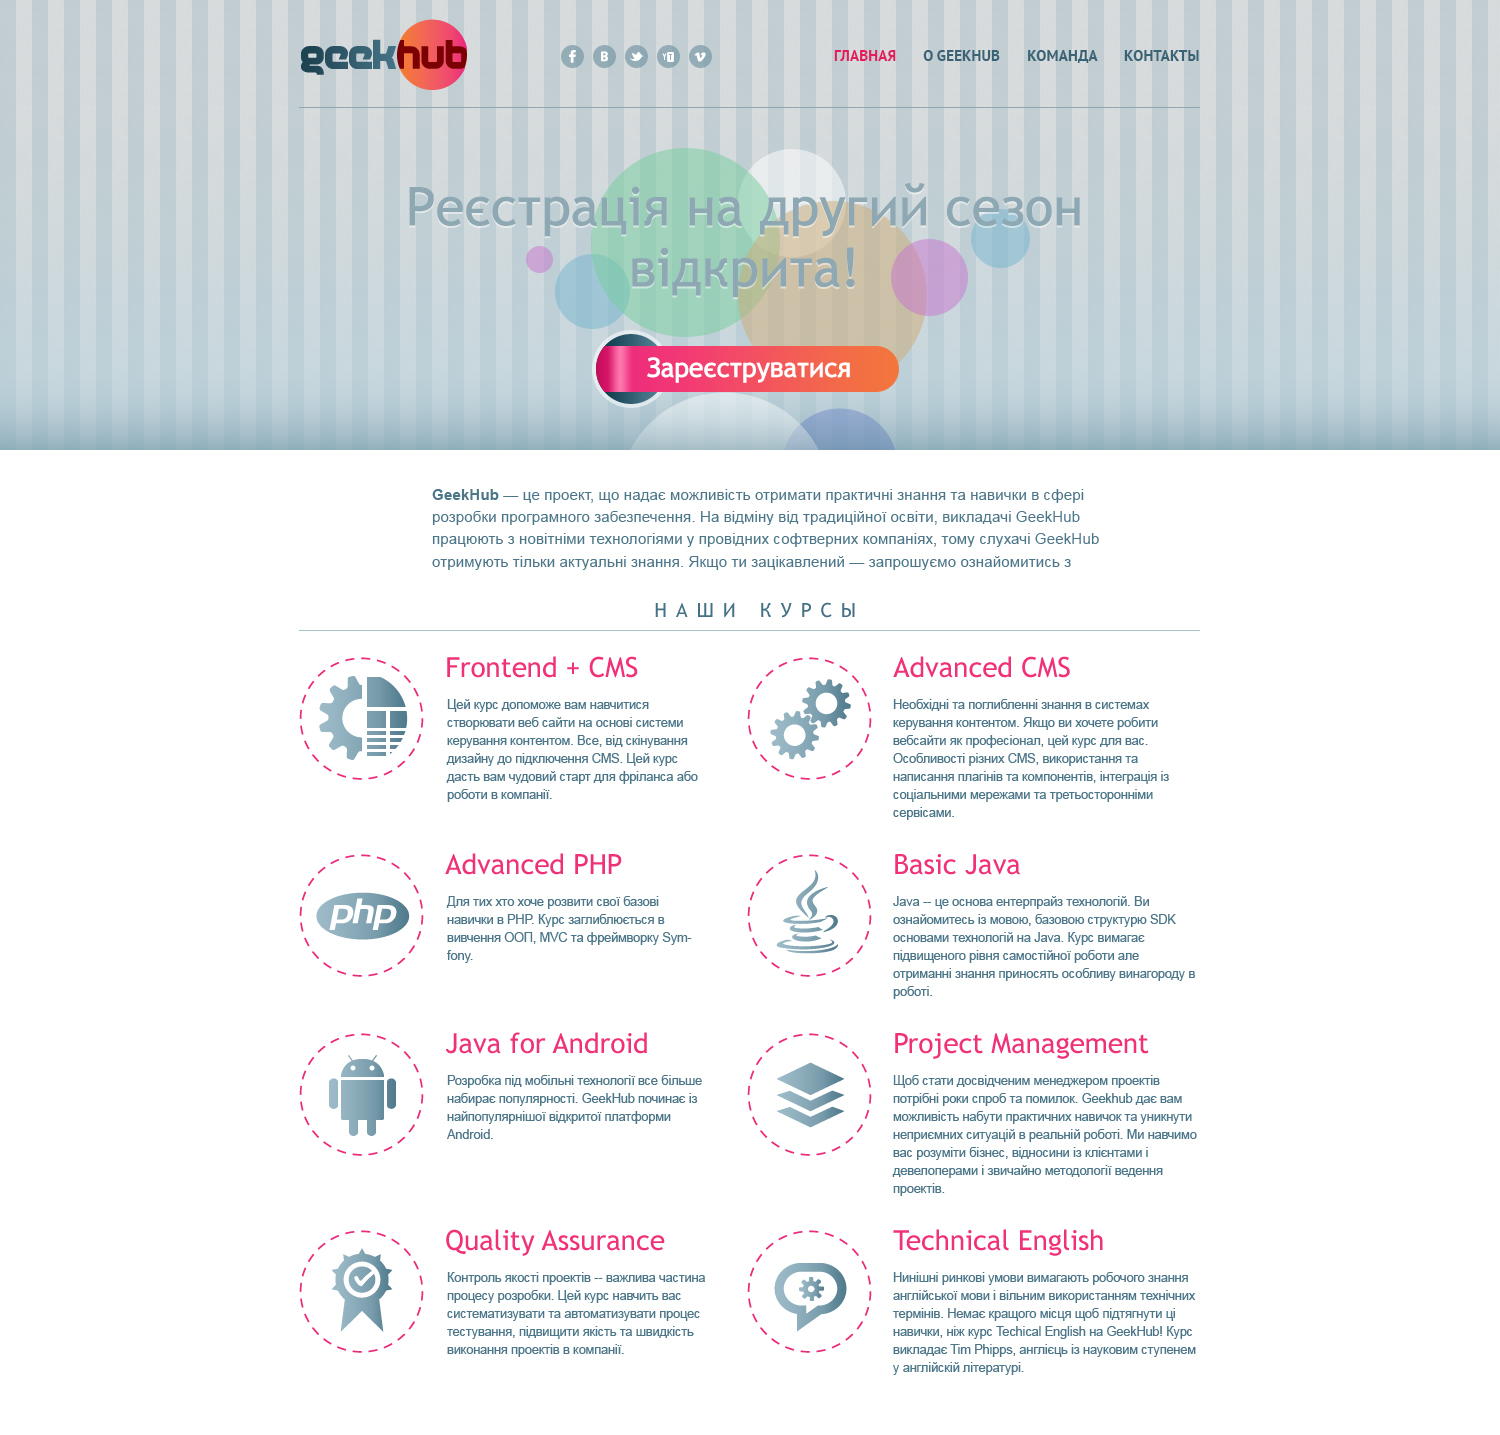 geekhub
ГЛАВНАЯ О GEEKHUB КОМАНДА КОНТАКТЫ
Реєстрація на другий сезон
відкрита!
Зареєструватися
GeekHub — це проект, що надає можливість отримати практичні знання та навички в сфері
розробки програмного забезпечення. На відміну від традиційної освіти, викладачі GeekHub
працюють з новітніми технологіями у провідних софтверних компаніях, тому слухачі GeekHub
отримують тільки актуальні знання. Якщо ти зацікавлений — запрошуємо ознайомитись з
НАШИ КУРСЫ
Frontend + CMS
Цей курс допоможе вам навчитися
створювати веб сайти на основі системи
керування контентом. Все, від скінування
дизайну до підключення CMS. Цей курс
дасть вам чудовий старт для фріланса або
роботи в компанії.
Advanced CMS
Необхідні та поглибленні знання в системах
керування контентом. Якщо ви хочете робити
вебсайти як професіонал, цей курс для вас.
Особливості різних CMS, використання та
написання плагінів та компонентів, інтеграція із
соціальними мережами та третьосторонніми
сервісами.
Advanced PHP
php
Для тих хто хоче розвити свої базові
навички в PHP. Курс заглиблюється в
вивчення ООП, MVC та фреймворку Sym-
fony.
Basic Java
Java -- це основа ентерпрайз технологій. Ви
ознайомитесь із мовою, базовою структурю SDK
основами технологій на Java. Курс вимагає
підвищеного рівня самостійної роботи але
отриманні знання приносять особливу винагороду в
роботі.
Java for Android
Розробка під мобільні технології все більше
набирає популярності. GeekHub починає із
найпопулярнішої відкритої платформи
Android.
Project Management
Щоб стати досвідченим менеджером проектів
потрібні роки спроб та помилок. Geekhub дає вам
можливість набути практичних навичок та уникнути
неприємних ситуацій в реальній роботі. Ми навчимо
вас розуміти бізнес, відносини із клієнтами і
девелоперами і звичайно методології ведення
проектів.
Quality Assurance
Контроль якості проектів -- важлива частина
процесу розробки. Цей курс навчить вас
систематизувати та автоматизувати процес
тестування, підвищити якість та швидкість
виконання проектів в компанії.
Technical English
Нинішні ринкові умови вимагають робочого знання
англійської мови і вільним використанням технічних
термінів. Немає кращого місця щоб підтягнути ці
навички, ніж курс Techical English на GeekHub! Курс
викладає Tim Phipps, англієць із науковим ступенем
у англійскій літературі.